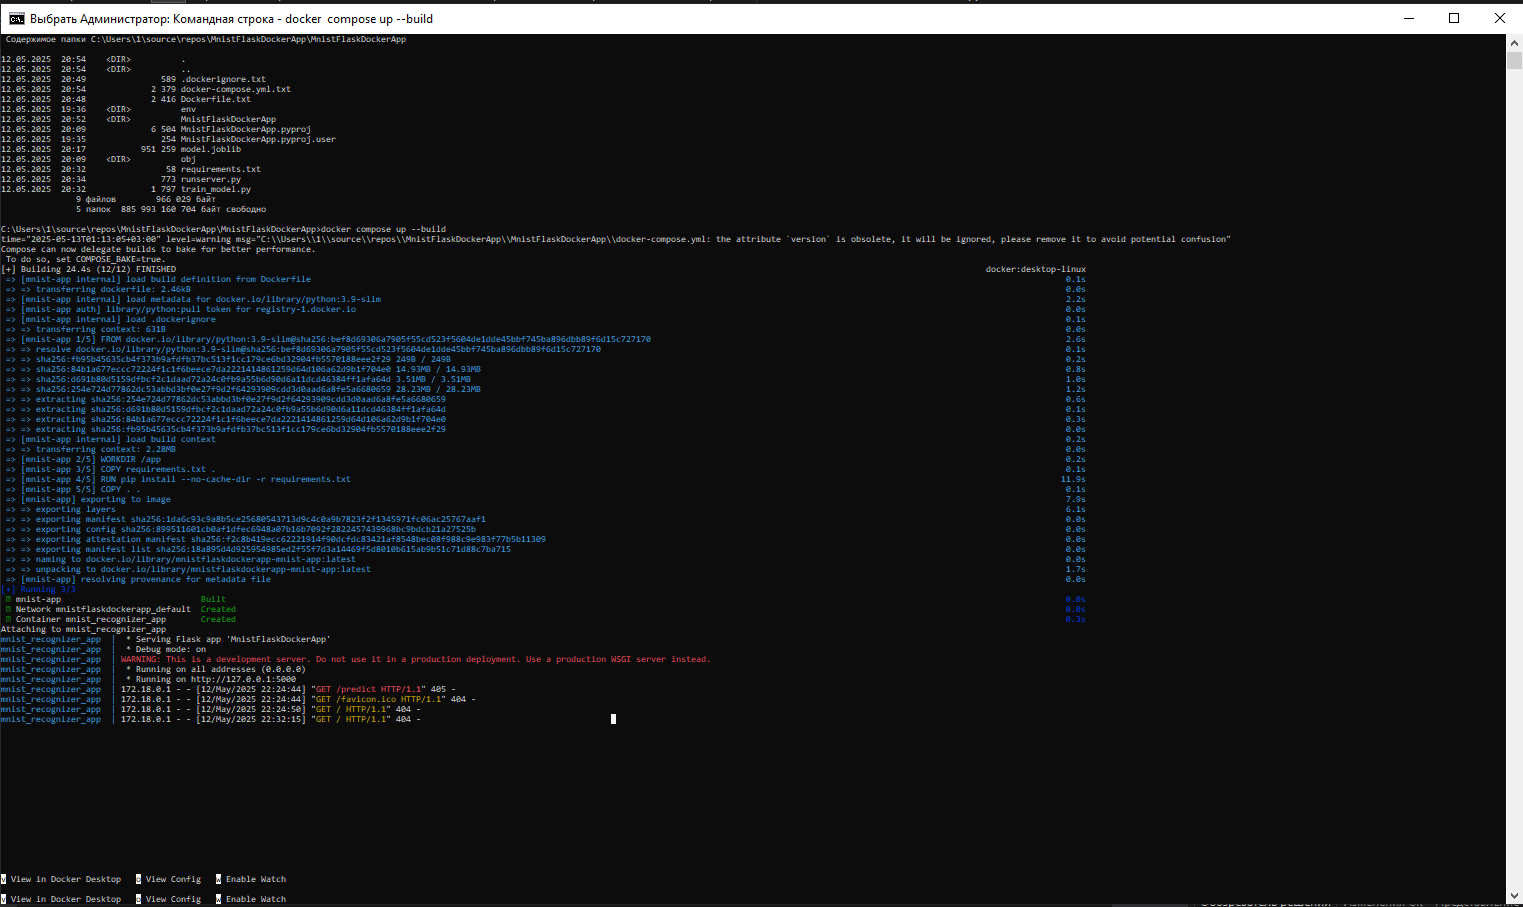 Выбрать Администратор: Командная строка - docker  compose up --build
Содержимое папки C:\Users\1\source\repos\MnistFlaskDockerApp\MnistFlaskDockerApp
12.05.2025  20:54    <DIR>          .
12.05.2025  20:54    <DIR>          ..
12.05.2025  20:49               589 .dockerignore.txt
12.05.2025  20:54             2 379 docker-compose.yml.txt
12.05.2025  20:48             2 416 Dockerfile.txt
12.05.2025  19:36    <DIR>          env
12.05.2025  20:52    <DIR>          MnistFlaskDockerApp
12.05.2025  20:09             6 504 MnistFlaskDockerApp.pyproj
12.05.2025  19:35               254 MnistFlaskDockerApp.pyproj.user
12.05.2025  20:17           951 259 model.joblib
12.05.2025  20:09    <DIR>          obj
12.05.2025  20:32                58 requirements.txt
12.05.2025  20:34               773 runserver.py
12.05.2025  20:32             1 797 train_model.py
9 файлов        966 029 байт
5 папок  885 993 160 704 байт свободно
C:\Users\1\source\repos\MnistFlaskDockerApp\MnistFlaskDockerApp>docker compose up --build
time="2025-05-13T01:13:05+03:00" level=warning msg="C:\\Users\\1\\source\\repos\\MnistFlaskDockerApp\\MnistFlaskDockerApp\\docker-compose.yml: the attribute `version` is obsolete, it will be ignored, please remove it to avoid potential confusion"
Compose can now delegate builds to bake for better performance.
To do so, set COMPOSE_BAKE=true.
[+] Building 24.4s (12/12) FINISHED docker:desktop-linux
=> [mnist-app internal] load build definition from Dockerfile 0.1s
=> => transferring dockerfile: 2.46kB 0.0s
=> [mnist-app internal] load metadata for docker.io/library/python:3.9-slim 2.2s
=> [mnist-app auth] library/python:pull token for registry-1.docker.io 0.0s
=> [mnist-app internal] load .dockerignore 0.1s
=> => transferring context: 631B 0.0s
=> [mnist-app 1/5] FROM docker.io/library/python:3.9-slim@sha256:bef8d69306a7905f55cd523f5604de1dde45bbf745ba896dbb89f6d15c727170 2.6s
=> => resolve docker.io/library/python:3.9-slim@sha256:bef8d69306a7905f55cd523f5604de1dde45bbf745ba896dbb89f6d15c727170 0.1s
=> => sha256:fb95b45635cb4f373b9afdfb37bc513f1cc179ce6bd32904fb5570188eee2f29 249B / 249B 0.2s
=> => sha256:84b1a677eccc72224f1c1f6beece7da2221414861259d64d106a62d9b1f704e0 14.93MB / 14.93MB 0.8s
=> => sha256:d691b80d5159dfbcf2c1daad72a24c0fb9a55b6d90d6a11dcd46384ff1afa64d 3.51MB / 3.51MB 1.0s
=> => sha256:254e724d77862dc53abbd3bf0e27f9d2f64293909cdd3d0aad6a8fe5a6680659 28.23MB / 28.23MB 1.2s
=> => extracting sha256:254e724d77862dc53abbd3bf0e27f9d2f64293909cdd3d0aad6a8fe5a6680659 0.6s
=> => extracting sha256:d691b80d5159dfbcf2c1daad72a24c0fb9a55b6d90d6a11dcd46384ff1afa64d 0.1s
=> => extracting sha256:84b1a677eccc72224f1c1f6beece7da2221414861259d64d106a62d9b1f704e0 0.3s
=> => extracting sha256:fb95b45635cb4f373b9afdfb37bc513f1cc179ce6bd32904fb5570188eee2f29 0.0s
=> [mnist-app internal] load build context 0.2s
=> => transferring context: 2.28MB 0.0s
=> [mnist-app 2/5] WORKDIR /app 0.2s
=> [mnist-app 3/5] COPY requirements.txt . 0.1s
=> [mnist-app 4/5] RUN pip install --no-cache-dir -r requirements.txt 11.9s
=> [mnist-app 5/5] COPY . . 0.1s
=> [mnist-app] exporting to image 7.9s
=> => exporting layers 6.1s
=> => exporting manifest sha256:1da6c93c9a8b5ce25680543713d9c4c0a9b7823f2f1345971fc06ac25767aaf1 0.0s
=> => exporting config sha256:899511601cb0af1dfec6948a07b16b7092f2822457439968bc9bdcb21a27525b 0.0s
=> => exporting attestation manifest sha256:f2c8b419ecc62221914f90dcfdc83421af8548bec08f988c9e983f77b5b11309 0.0s
=> => exporting manifest list sha256:18a895d4d925954985ed2f55f7d3a14469f5d8010b615ab9b51c71d88c7ba715 0.0s
=> => naming to docker.io/library/mnistflaskdockerapp-mnist-app:latest 0.0s
=> => unpacking to docker.io/library/mnistflaskdockerapp-mnist-app:latest 1.7s
=> [mnist-app] resolving provenance for metadata file 0.0s
[+] Running 3/3
mnist-app Built 0.0s
Network mnistflaskdockerapp_default Created 0.0s
Container mnist_recognizer_app Created 0.3s
Attaching to mnist_recognizer_app
mnist_recognizer_app  |  * Serving Flask app 'MnistFlaskDockerApp'
mnist_recognizer_app  |  * Debug mode: on
mnist_recognizer_app  | WARNING: This is a development server. Do not use it in a production deployment. Use a production WSGI server instead.
mnist_recognizer_app  |  * Running on all addresses (0.0.0.0)
mnist_recognizer_app  |  * Running on http://127.0.0.1:5000
mnist_recognizer_app  | 172.18.0.1 - - [12/May/2025 22:24:44] "GET /predict HTTP/1.1" 405 -
mnist_recognizer_app  | 172.18.0.1 - - [12/May/2025 22:24:44] "GET /favicon.ico HTTP/1.1" 404 -
mnist_recognizer_app  | 172.18.0.1 - - [12/May/2025 22:24:50] "GET / HTTP/1.1" 404 -
mnist_recognizer_app  | 172.18.0.1 - - [12/May/2025 22:32:15] "GET / HTTP/1.1" 404 -
v View in Docker Desktop   o View Config   w Enable Watch
v View in Docker Desktop   o View Config   w Enable Watch